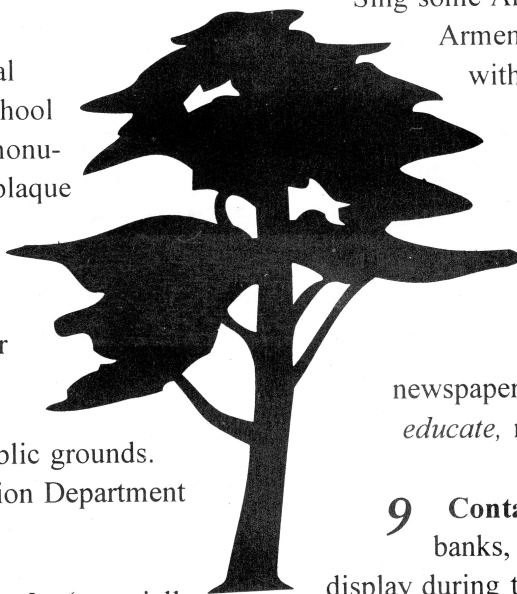 al
hool
monu-
plaque
r
blic grounds.
ion Department
Sing some Ar
Armen
with
newspaper
educate,
9 Conta
banks,
display during t